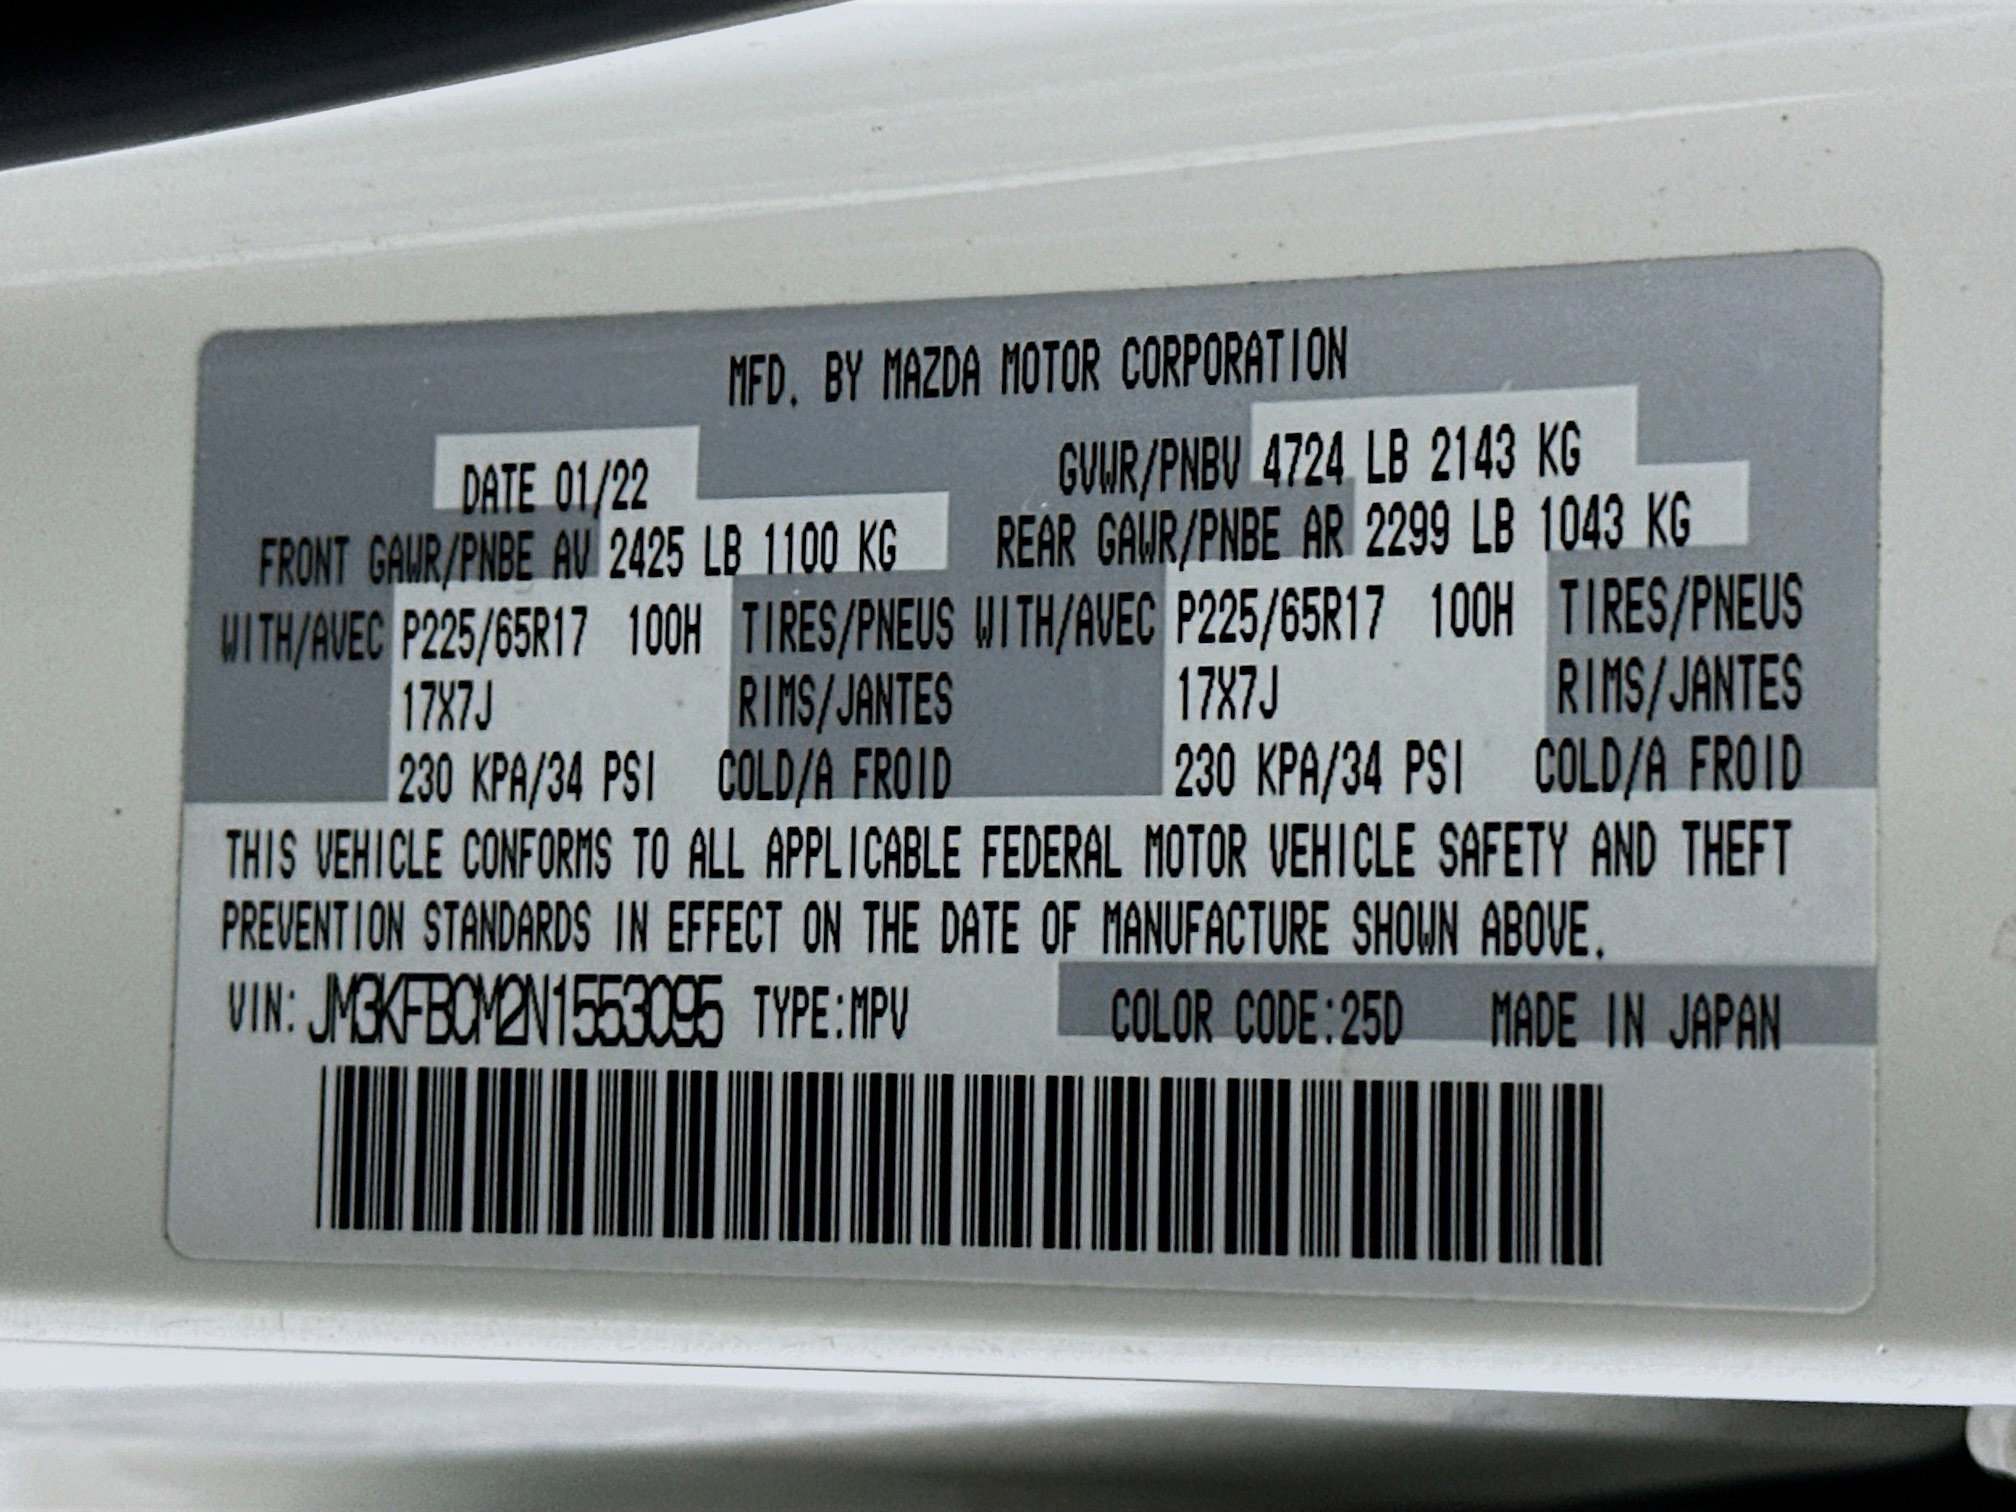 MFD. BY MAZDA MOTOR CORPORATION
DATE 01/22 GVWR/PNBV 4724 LB 2143 KG
FRONT GAWR/PNBE AV 2425 LB 1100 KG REAR GAWR/PNBE AR 2299 LB 1043 KG
WITH/AVEC P225/65R17 100H TIRES/PNEUS WITH/AVEC P225/65R17 100H TIRES/PNEUS
17X7J RIMS/JANTES 17X7J RIMS/JANTES
230 KPA/34 PSI COLD/A FROID 230 KPA/34 PSI COLD/A FROID
THIS VEHICLE CONFORMS TO ALL APPLICABLE FEDERAL MOTOR VEHICLE SAFETY AND THEFT
PREVENTION STANDARDS IN EFFECT ON THE DATE OF MANUFACTURE SHOWN ABOVE.
VIN: JM3KFBCM2N1553095 TYPE:MPV COLOR CODE:25D MADE IN JAPAN